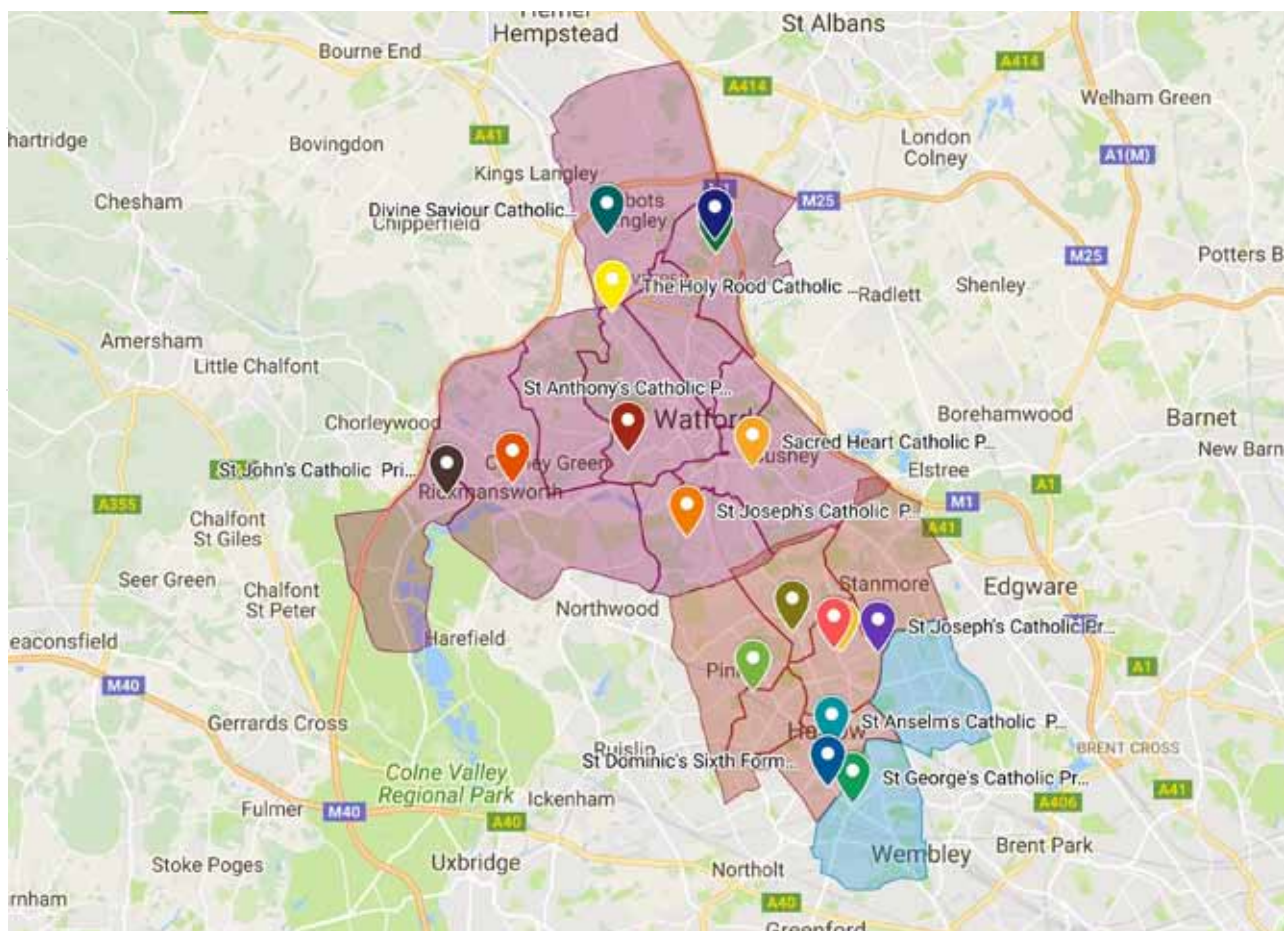 Hempstead
St Albans
Bourne End
A414
A414
Welham Green
A41
London
Colney
A1(M)
hartridge
Bovingdon
Kings Langley
Chesham
M25
Divine Saviour Catholic...
Chipperfield
Potters B
M25
The Holy Rood Catholic ...
Radlett
Shenley
Amersham
Little Chalfont
St Anthony's Catholic P...
Watford
Chorleywood
Borehamwood
Barnet
Sacred Heart Catholic P...
New Barn
St John's Catholic Pri...
Green
Elstree
A1
Rickmansworth
M1
A355
St Joseph's Catholic P...
A41
Chalfont
St Giles
Seer Green
Chalfont
St Peter
Stanmore
Edgware
Northwood
eaconsfield
Harefield
St Joseph's Catholic Pr...
A1
M40
Gerrards Cross
St Anselm's Catholic P...
Ruislip
BRENT CROSS
St Dominic's Sixth Form...
Colne Valley
Regional Park
St George's Catholic Pr...
A41
Ickenham
Fulmer
M40
A406
A40
Wembley
Brent Park
Stoke Poges
Uxbridge
Northolt
rnham
A40
Greenford